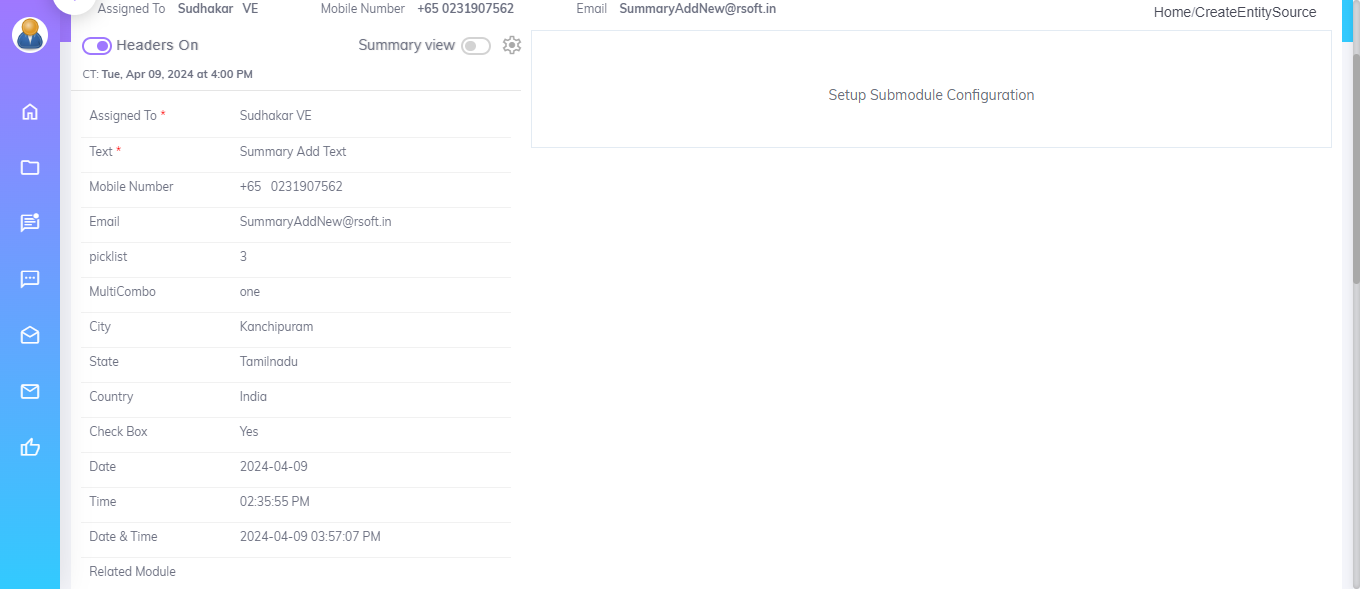 Assigned To Sudhakar VE Mobile Number +65 0231907562 Email SummaryAddNew@rsoft.in
Home/CreateEntitySource
Headers On Summary view
CT: Tue, Apr 09, 2024 at 4:00 PM
Setup Submodule Configuration
Assigned To * Sudhakar VE
Text * Summary Add Text
Mobile Number +65 0231907562
Email SummaryAddNew@rsoft.in
picklist 3
MultiCombo one
City Kanchipuram
State Tamilnadu
Country India
Check Box Yes
Date 2024-04-09
Time 02:35:55 PM
Date & Time 2024-04-09 03:57:07 PM
Related Module